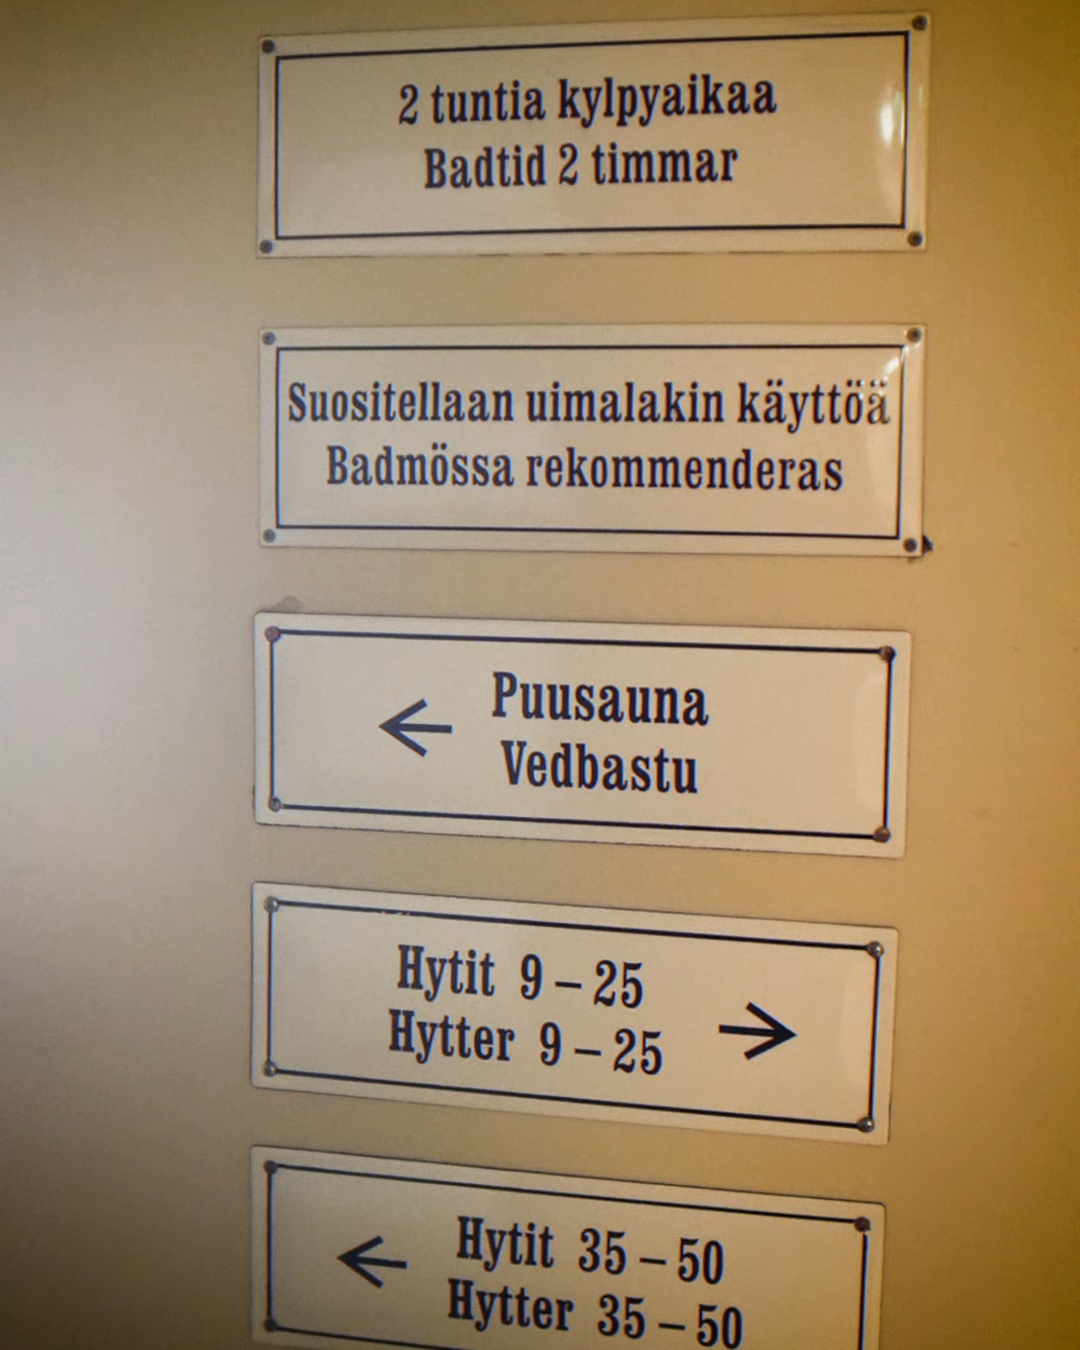 2 tuntia kylpyaikaa
Badtid 2 timmar
Suositellaan uimalakin käyttöä
Badmössa rekommenderas
← Puusauna
Vedbastu
Hytit 9 – 25
Hytter 9 – 25 →
← Hytit 35 – 50
Hytter 35 – 50